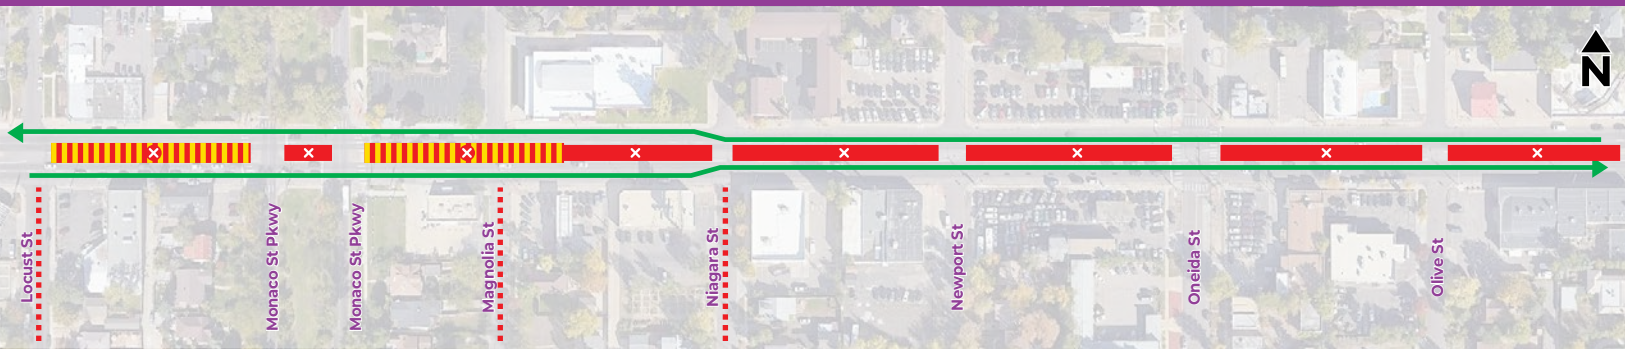 N
Locust St
Monaco St Pkwy
Monaco St Pkwy
Magnolia St
Niagara St
Newport St
Oneida St
Olive St